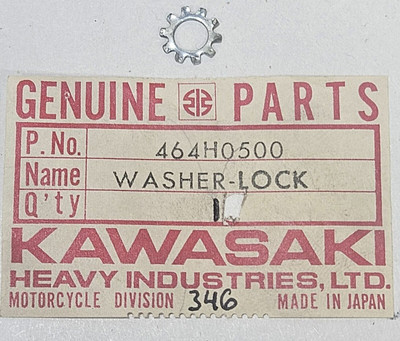 GENUINE PARTS
P. No. 464H0500
Name WASHER-LOCK
Q'ty 1
KAWASAKI
HEAVY INDUSTRIES, LTD.
MOTORCYCLE DIVISION 346 MADE IN JAPAN